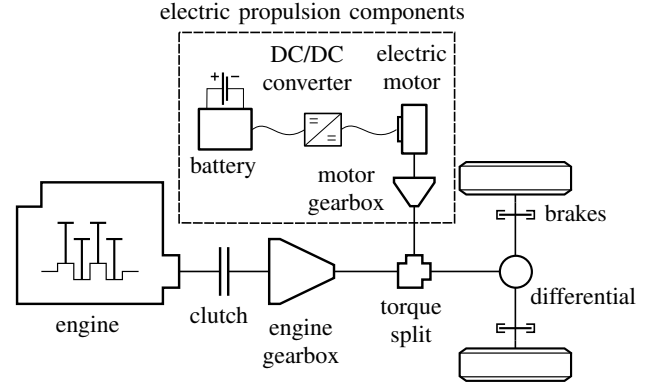 electric propulsion components
DC/DC
converter
electric
motor
+ −
battery
motor
gearbox
brakes
engine
clutch
engine
gearbox
torque
split
differential